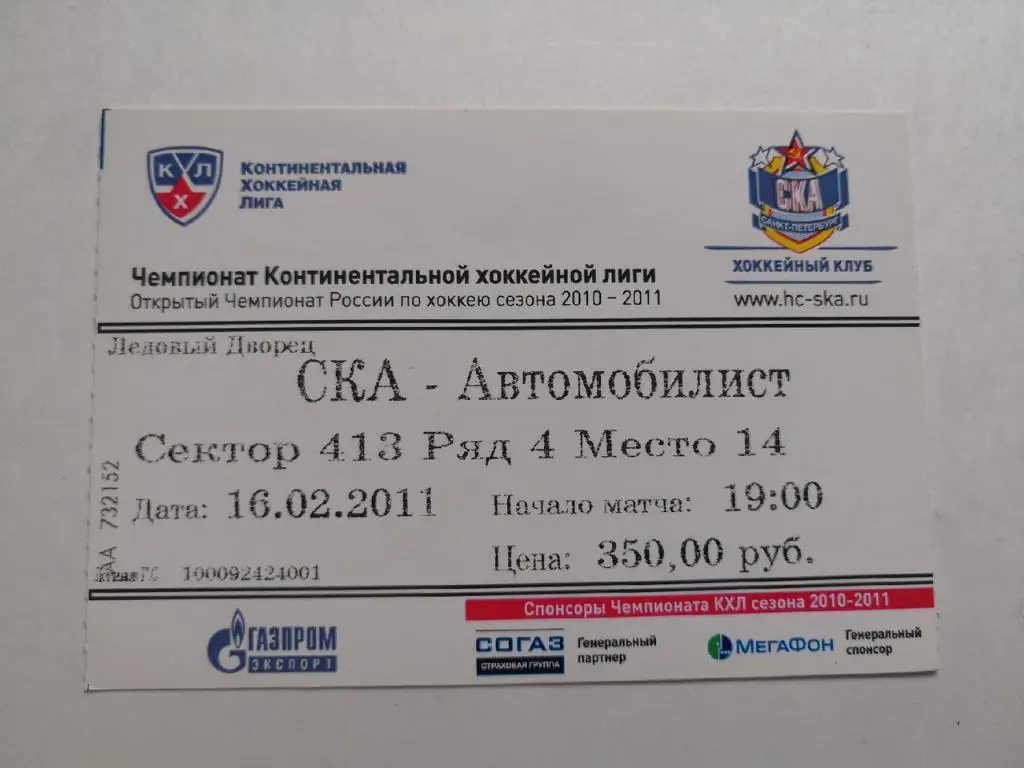 КХЛ
Континентальная
хоккейная
лига
СКА
САНКТ-ПЕТЕРБУРГ
ХОККЕЙНЫЙ КЛУБ
www.hc-ska.ru
Чемпионат Континентальной хоккейной лиги
Открытый Чемпионат России по хоккею сезона 2010 – 2011
Ледовый Дворец
СКА - Автомобилист
Сектор 413 Ряд 4 Место 14
Дата: 16.02.2011 Начало матча: 19:00
Цена: 350,00 руб.
АА 732152
100092424001
Спонсоры Чемпионата КХЛ сезона 2010-2011
ГАЗПРОМ
ЭКСПОРТ
СОГАЗ
СТРАХОВАЯ ГРУППА
Генеральный
партнер
МЕГАФОН
Генеральный
спонсор